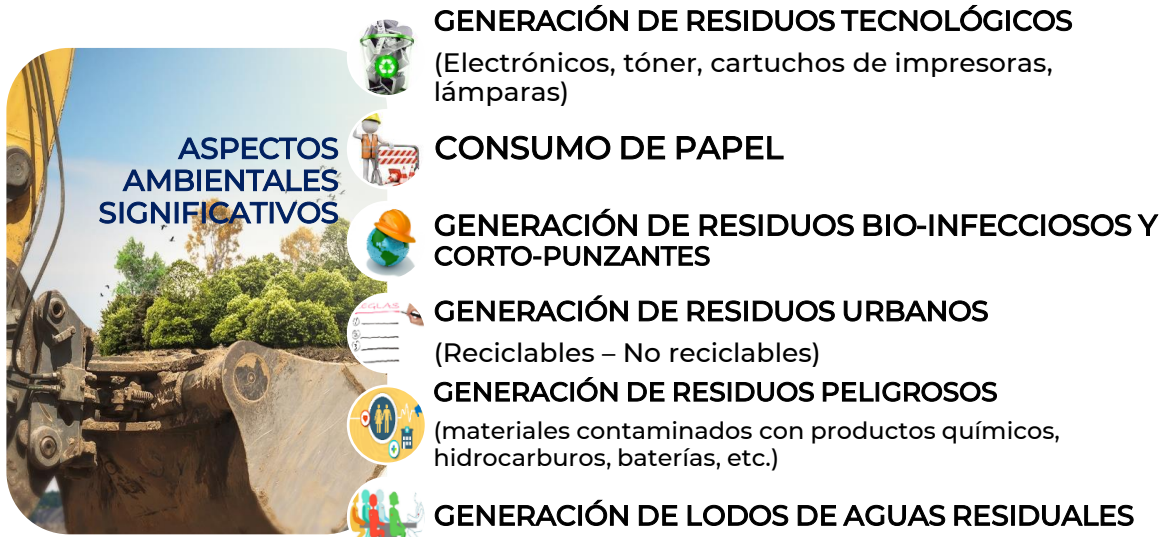 ASPECTOS
AMBIENTALES
SIGNIFICATIVOS
GENERACIÓN DE RESIDUOS TECNOLÓGICOS
(Electrónicos, tóner, cartuchos de impresoras,
lámparas)
CONSUMO DE PAPEL
GENERACIÓN DE RESIDUOS BIO-INFECCIOSOS Y
CORTO-PUNZANTES
EGLAS
GENERACIÓN DE RESIDUOS URBANOS
(Reciclables – No reciclables)
GENERACIÓN DE RESIDUOS PELIGROSOS
(materiales contaminados con productos químicos,
hidrocarburos, baterías, etc.)
GENERACIÓN DE LODOS DE AGUAS RESIDUALES